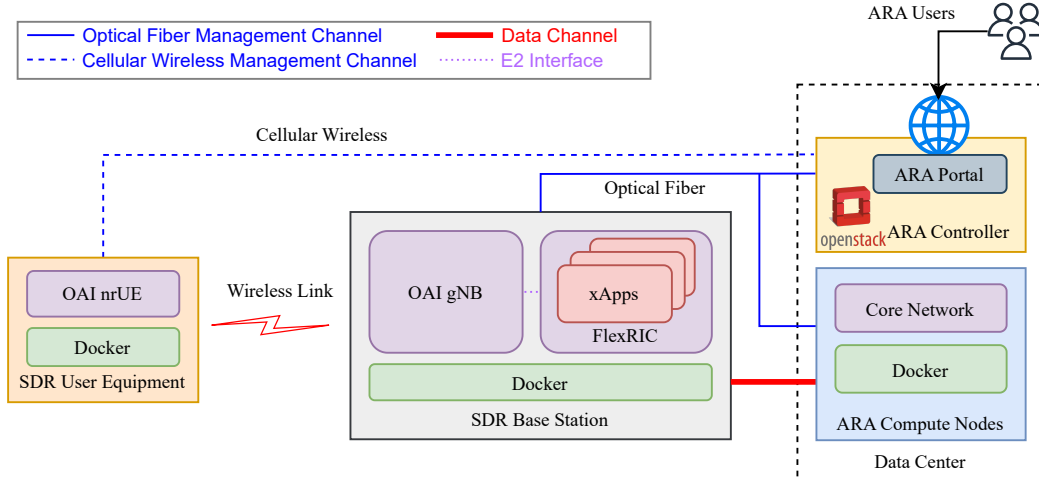 ARA Users
Optical Fiber Management Channel
Data Channel
Cellular Wireless Management Channel
E2 Interface
Cellular Wireless
Optical Fiber
ARA Portal
openstack
ARA Controller
OAI nrUE
Docker
SDR User Equipment
Wireless Link
OAI gNB
xApps
FlexRIC
Docker
SDR Base Station
Core Network
Docker
ARA Compute Nodes
Data Center